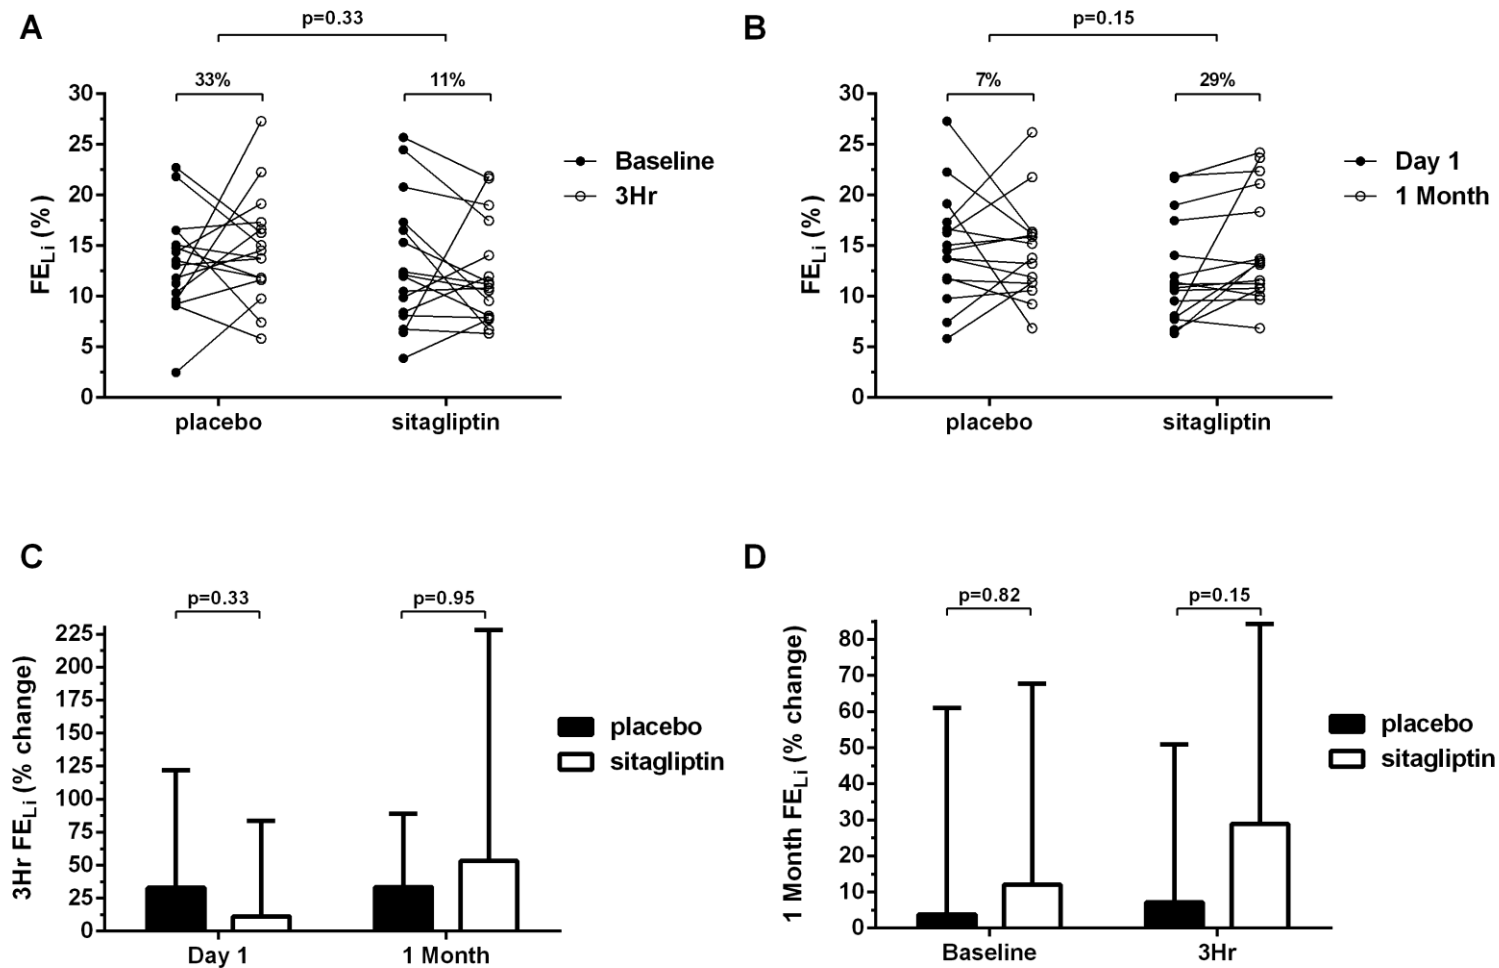 A
p=0.33
33%
11%
30
25
20
15
10
5
0
FELi (%)
placebo
sitagliptin
Baseline
3Hr
B
p=0.15
7%
29%
30
25
20
15
10
5
0
FELi (%)
placebo
sitagliptin
Day 1
1 Month
C
p=0.33
p=0.95
225
200
175
150
125
100
75
50
25
0
3Hr FELi (% change)
Day 1
1 Month
placebo
sitagliptin
D
p=0.82
p=0.15
80
70
60
50
40
30
20
10
0
1 Month FELi (% change)
Baseline
3Hr
placebo
sitagliptin